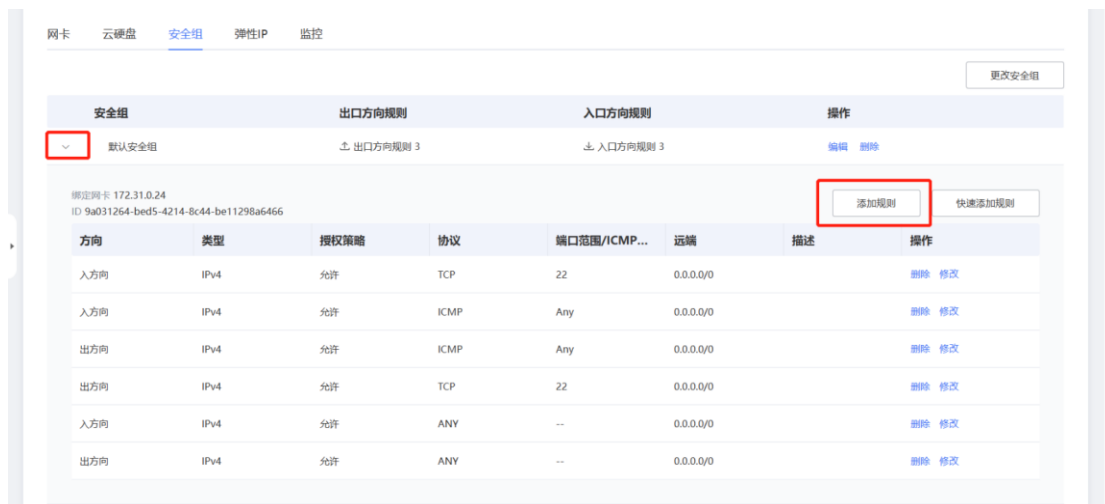 网卡 云硬盘 安全组 弹性IP 监控
更改安全组
安全组 出口方向规则 入口方向规则 操作
默认安全组 出口方向规则 3 入口方向规则 3 编辑 删除
绑定网卡 172.31.0.24
ID 9a031264-bed5-4214-8c44-be11298a6466
添加规则 快速添加规则
方向 类型 授权策略 协议 端口范围/ICMP... 远端 描述 操作
入方向 IPv4 允许 TCP 22 0.0.0.0/0 删除 修改
入方向 IPv4 允许 ICMP Any 0.0.0.0/0 删除 修改
出方向 IPv4 允许 ICMP Any 0.0.0.0/0 删除 修改
出方向 IPv4 允许 TCP 22 0.0.0.0/0 删除 修改
入方向 IPv4 允许 ANY -- 0.0.0.0/0 删除 修改
出方向 IPv4 允许 ANY -- 0.0.0.0/0 删除 修改